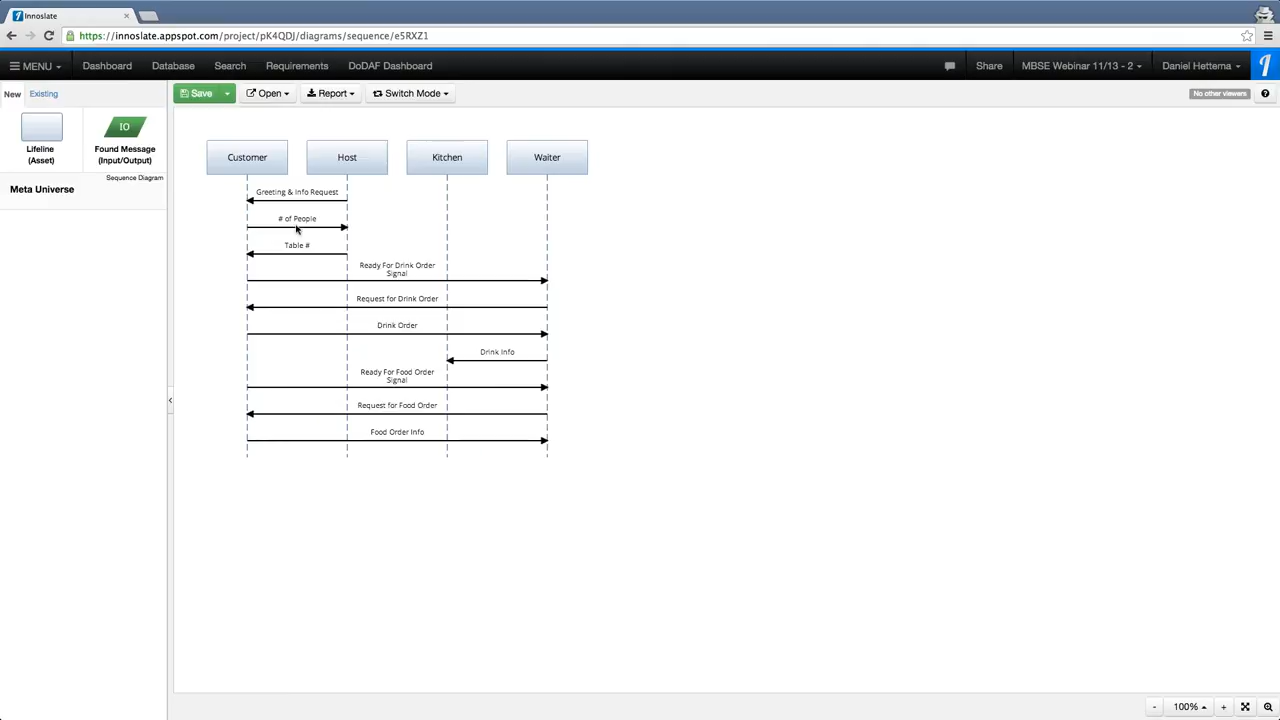 Innoslate
https://innoslate.appspot.com/project/pK4QDJ/diagrams/sequence/e5RXZ1
MENU Dashboard Database Search Requirements DoDAF Dashboard Share MBSE Webinar 11/13 - 2 Daniel Hettema
New Existing Save Open Report Switch Mode No other viewers
IO
Lifeline
(Asset)
Found Message
(Input/Output)
Sequence Diagram
Meta Universe
Customer Host Kitchen Waiter
Greeting & Info Request
# of People
Table #
Ready For Drink Order
Signal
Request for Drink Order
Drink Order
Drink Info
Ready For Food Order
Signal
Request for Food Order
Food Order Info
- 100% +